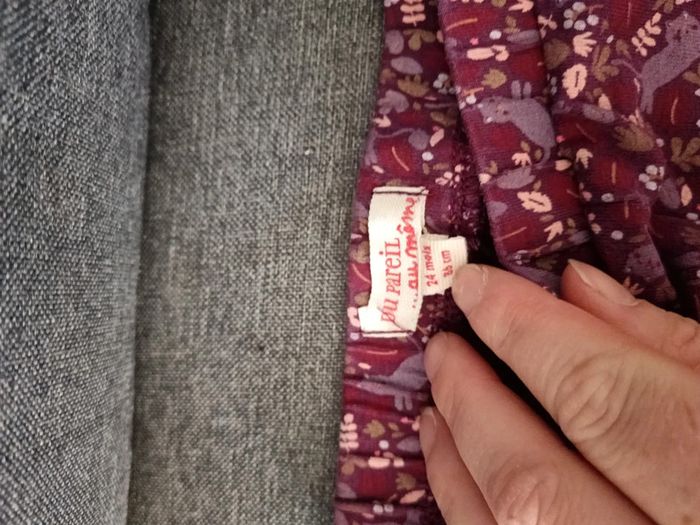 DU PAREIL
...au même
24 mois
86 cm